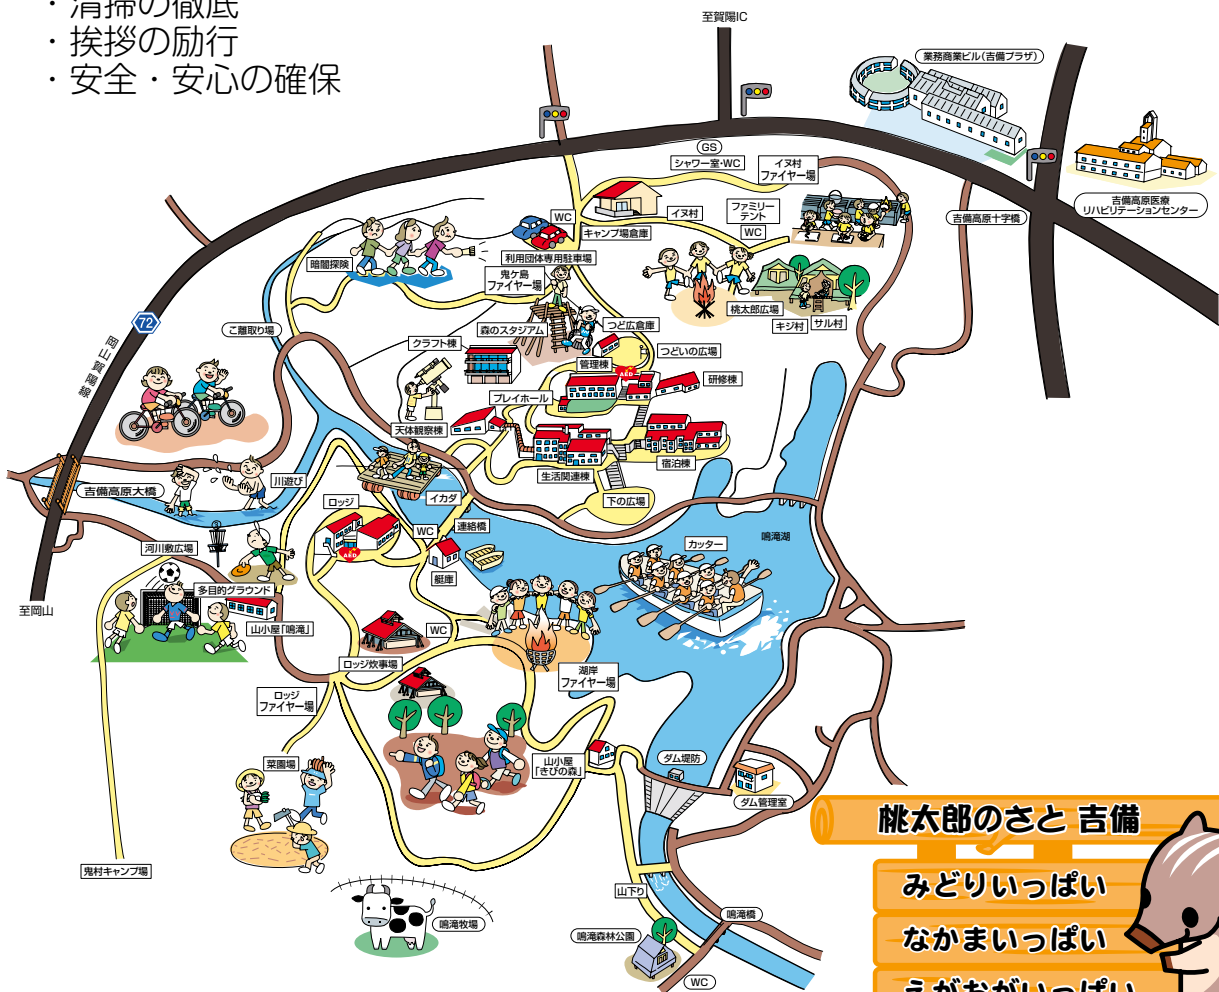 ・清掃の徹底
・挨拶の励行
・安全・安心の確保
至賀陽IC
業務商業ビル(吉備プラザ)
GS
シャワー室・WC
イヌ村
ファイヤー場
吉備高原医療
リハビリテーションセンター
吉備高原十字橋
ファミリー
テント
WC
イヌ村
WC
キャンプ場倉庫
利用団体専用駐車場
暗闇探険
鬼ケ島
ファイヤー場
桃太郎広場
キジ村
サル村
72
岡山賀陽線
こ離取り場
森のスタジアム
つど広倉庫
クラフト棟
つどいの広場
管理棟
AED
研修棟
プレイホール
天体観察棟
生活関連棟
宿泊棟
下の広場
吉備高原大橋
川遊び
イカダ
ロッジ
AED
WC
連絡橋
艇庫
カッター
鳴滝湖
河川敷広場
多目的グラウンド
山小屋「鳴滝」
至岡山
WC
ロッジ炊事場
湖岸
ファイヤー場
ロッジ
ファイヤー場
菜園場
山小屋
「きびの森」
ダム堤防
ダム管理室
鬼村キャンプ場
鳴滝牧場
山下り
鳴滝森林公園
鳴滝橋
WC
桃太郎のさと 吉備
みどりいっぱい
なかまいっぱい
えがおがいっぱい